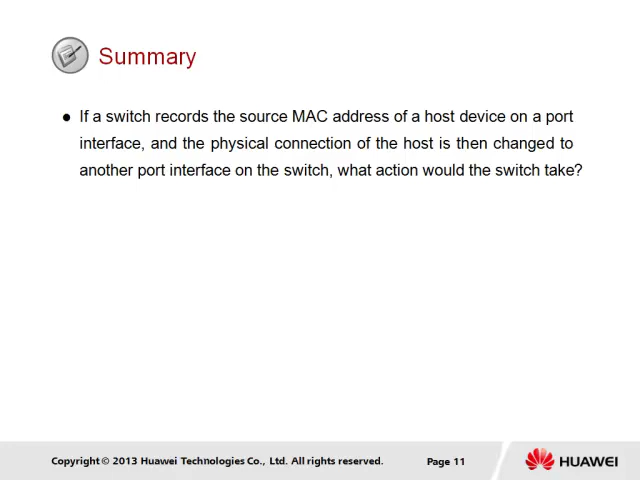 Summary
● If a switch records the source MAC address of a host device on a port
interface, and the physical connection of the host is then changed to
another port interface on the switch, what action would the switch take?
Copyright © 2013 Huawei Technologies Co., Ltd. All rights reserved.
Page 11
HUAWEI